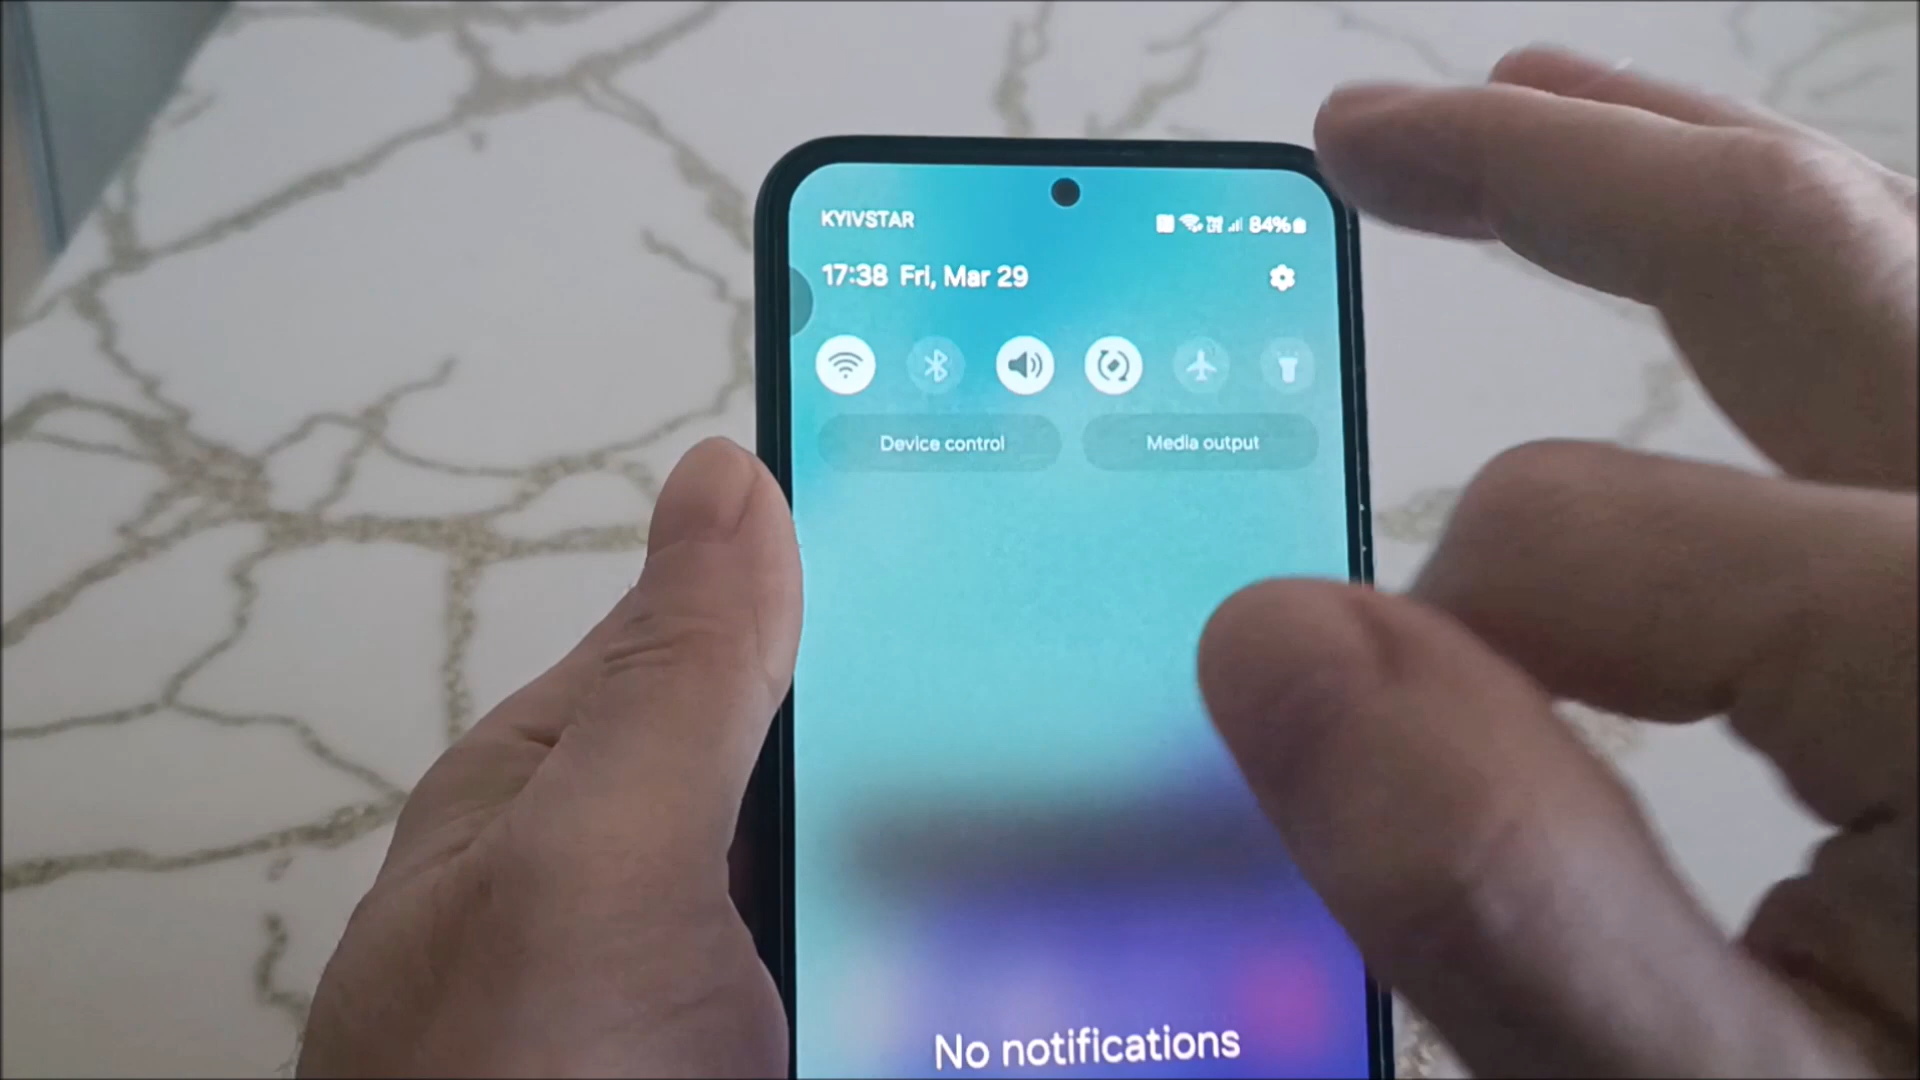 KYIVSTAR
84%
17:38 Fri, Mar 29
Device control
Media output
No notifications